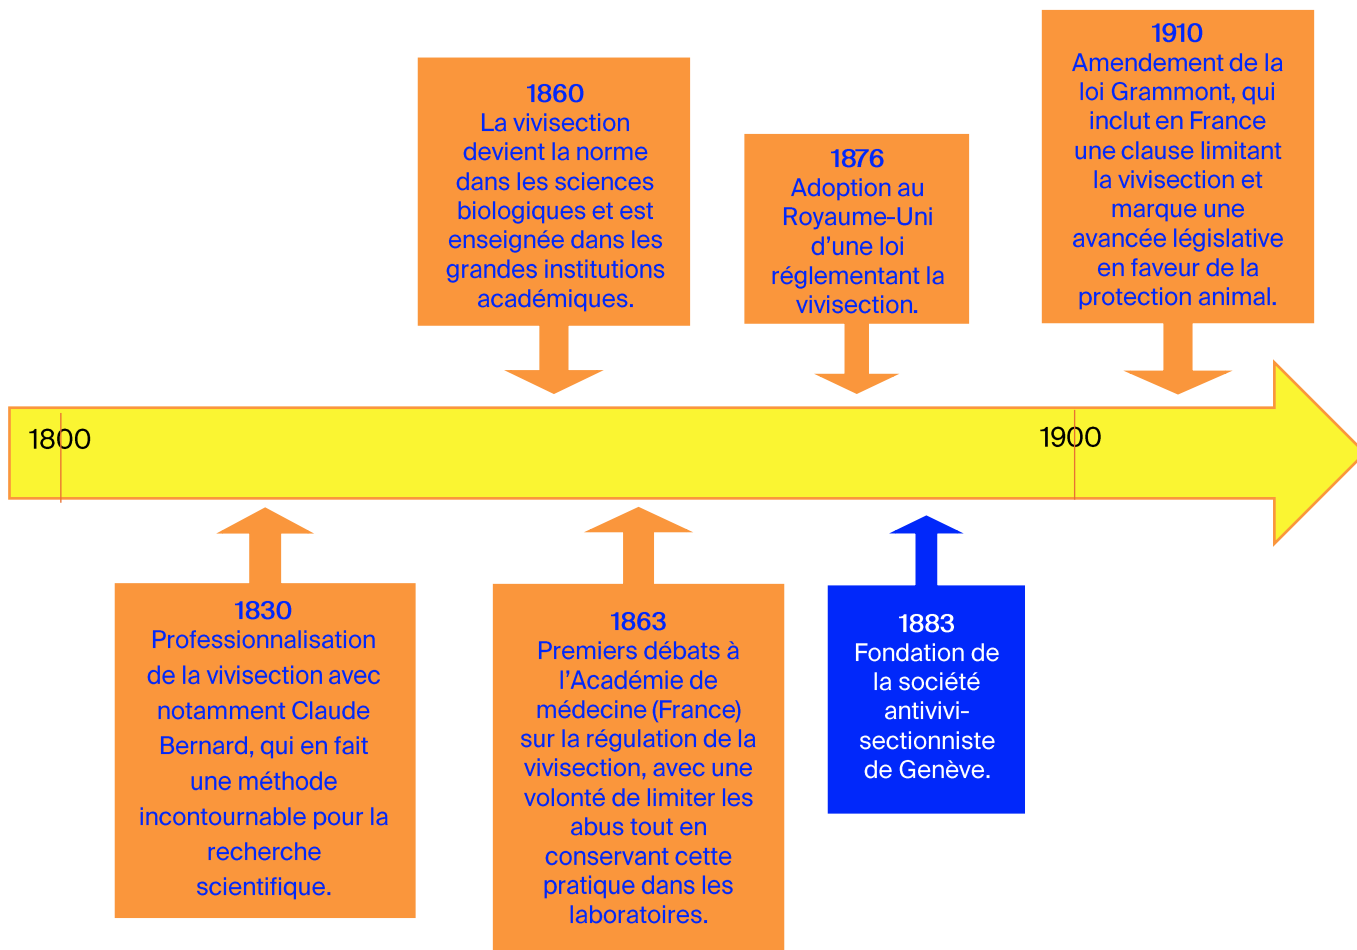 1860
La vivisection
devient la norme
dans les sciences
biologiques et est
enseignée dans les
grandes institutions
académiques.
1876
Adoption au
Royaume-Uni
d'une loi
réglementant la
vivisection.
1910
Amendement de la
loi Grammont, qui
inclut en France
une clause limitant
la vivisection et
marque une
avancée législative
en faveur de la
protection animal.
1800
1900
1830
Professionnalisation
de la vivisection avec
notamment Claude
Bernard, qui en fait
une méthode
incontournable pour la
recherche
scientifique.
1863
Premiers débats à
l'Académie de
médecine (France)
sur la régulation de la
vivisection, avec une
volonté de limiter les
abus tout en
conservant cette
pratique dans les
laboratoires.
1883
Fondation de
la société
antivivi-
sectionniste
de Genève.